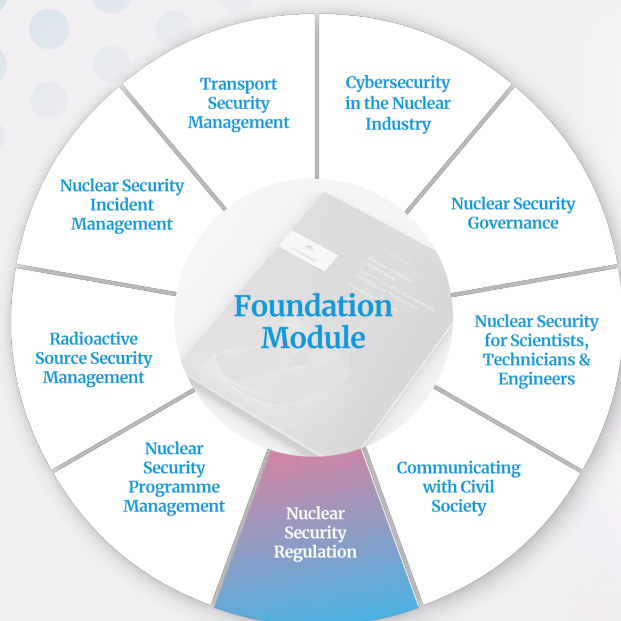 Transport
Security
Management
Cybersecurity
in the Nuclear
Industry
Nuclear Security
Incident
Management
Nuclear Security
Governance
Foundation
Module
Radioactive
Source Security
Management
Nuclear Security
for Scientists,
Technicians &
Engineers
Nuclear
Security
Programme
Management
Communicating
with Civil
Society
Nuclear
Security
Regulation